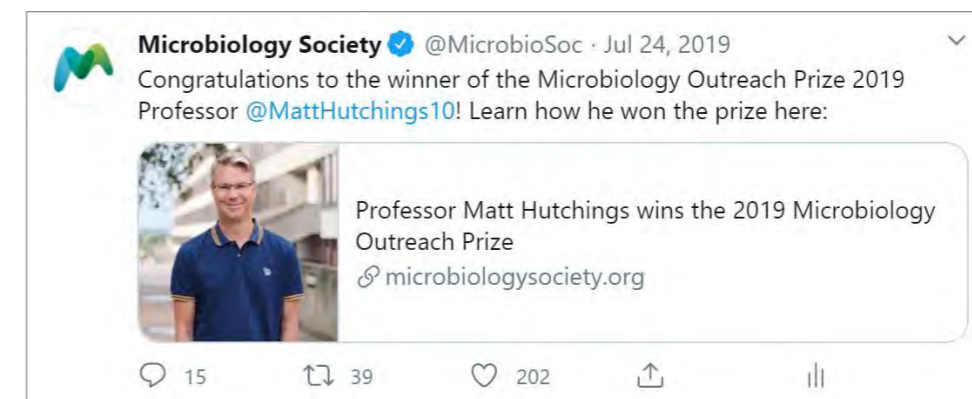 Microbiology Society @MicrobioSoc · Jul 24, 2019
Congratulations to the winner of the Microbiology Outreach Prize 2019
Professor @MattHutchings10! Learn how he won the prize here:
Professor Matt Hutchings wins the 2019 Microbiology
Outreach Prize
microbiologysociety.org
15 39 202